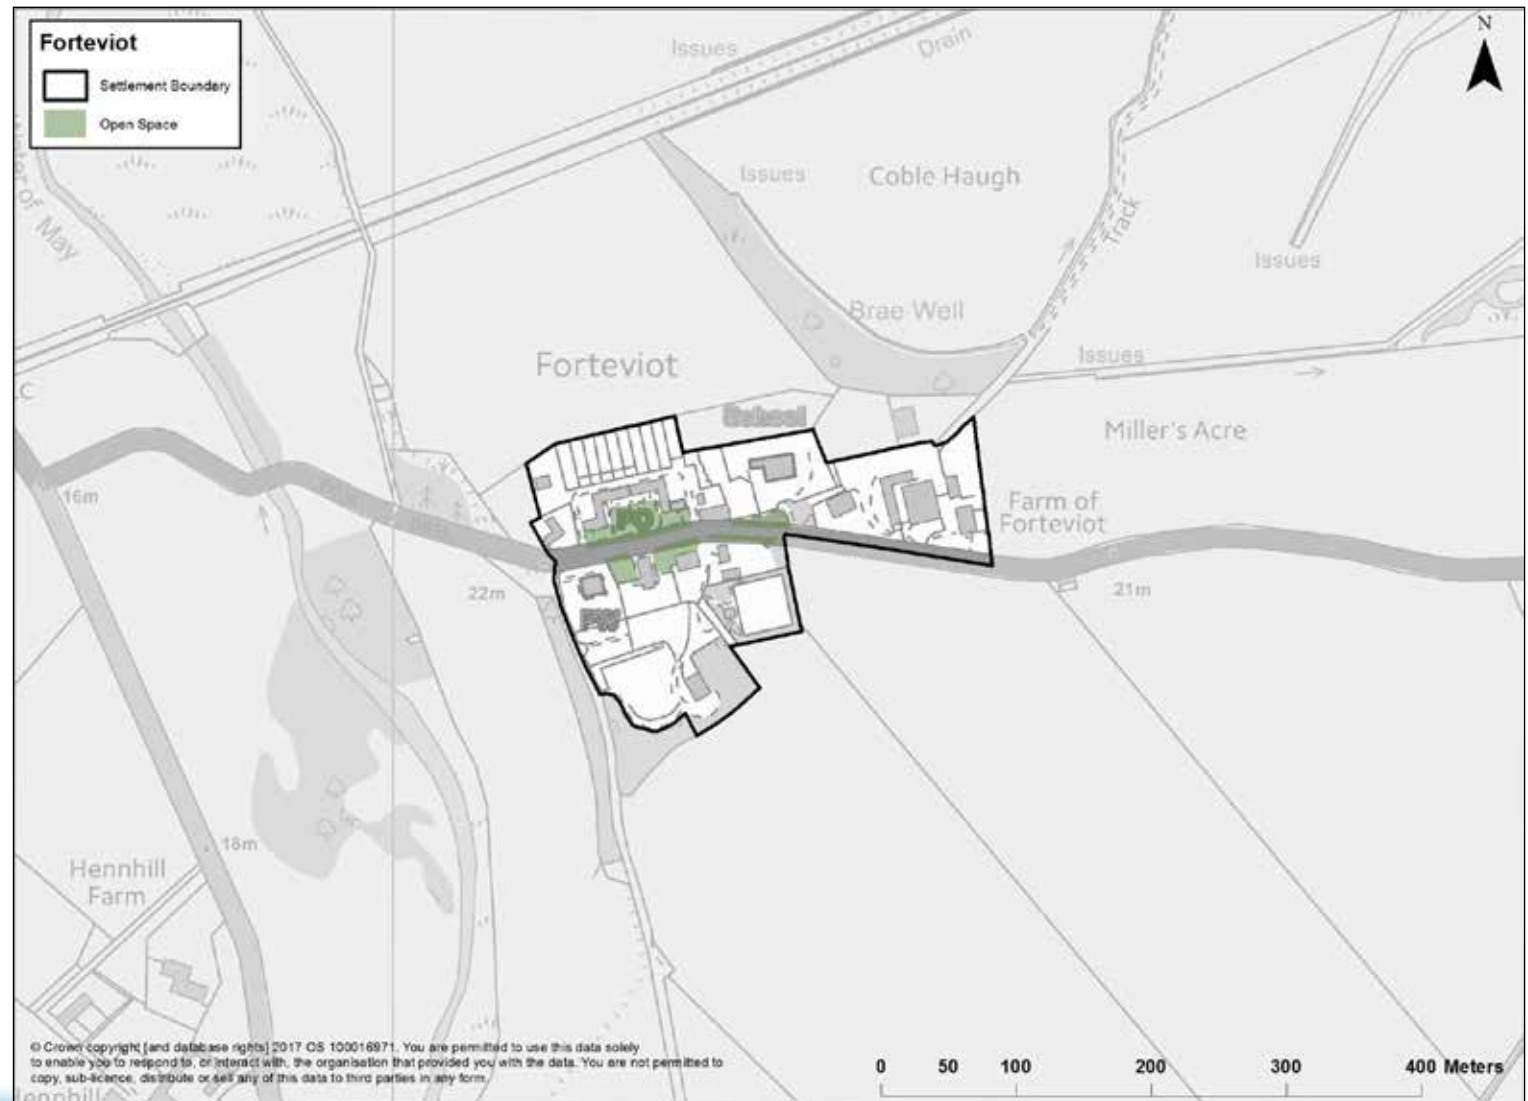 Forteviot
Settlement Boundary
Open Space
N
Issues
Drain
Issues
Coble Haugh
Track
Issues
of May
Brae Well
Forteviot
Issues
School
Miller's Acre
16m
Farm of
Forteviot
22m
21m
PW
18m
Hennhill
Farm
© Crown copyright [and database rights] 2017 OS 100016971. You are permitted to use this data solely
to enable you to respond to, or interact with, the organisation that provided you with the data. You are not permitted to
copy, sub-licence, distribute or sell any of this data to third parties in any form.
0 50 100 200 300 400 Meters